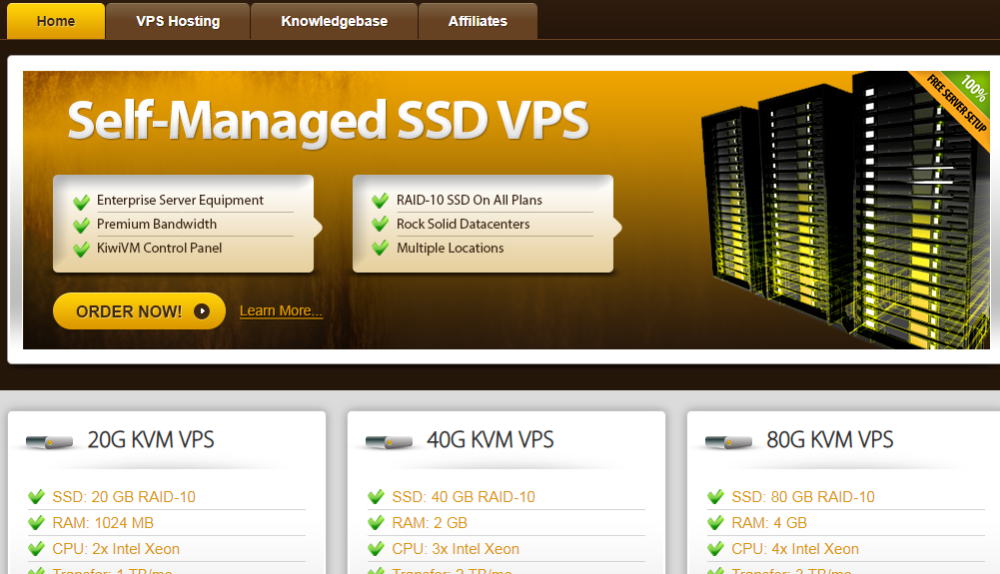 Home
VPS Hosting
Knowledgebase
Affiliates
Self-Managed SSD VPS
100%
FREE SERVER SETUP
Enterprise Server Equipment
Premium Bandwidth
KiwiVM Control Panel
RAID-10 SSD On All Plans
Rock Solid Datacenters
Multiple Locations
ORDER NOW!
Learn More...
20G KVM VPS
SSD: 20 GB RAID-10
RAM: 1024 MB
CPU: 2x Intel Xeon
Transfer: 1 TB/mo
40G KVM VPS
SSD: 40 GB RAID-10
RAM: 2 GB
CPU: 3x Intel Xeon
Transfer: 2 TB/mo
80G KVM VPS
SSD: 80 GB RAID-10
RAM: 4 GB
CPU: 4x Intel Xeon
Transfer: 3 TB/mo